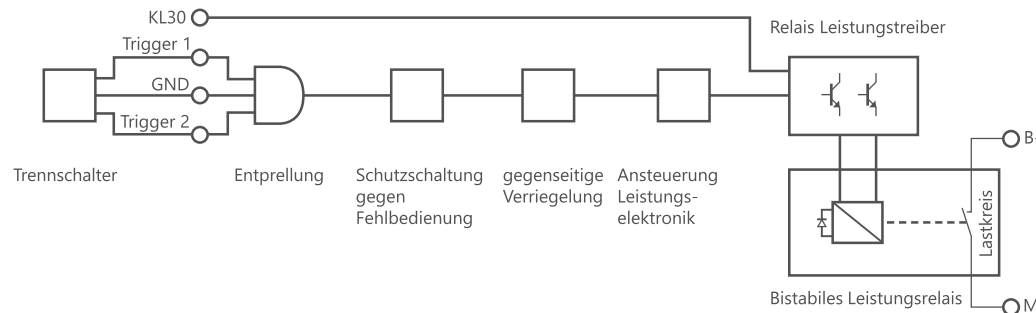 KL30
Trigger 1
GND
Trigger 2
Trennschalter
Entprellung
Schutzschaltung
gegen
Fehlbedienung
gegenseitige
Verriegelung
Ansteuerung
Leistungs-
elektronik
Relais Leistungstreiber
B
Lastkreis
Bistabiles Leistungsrelais
M